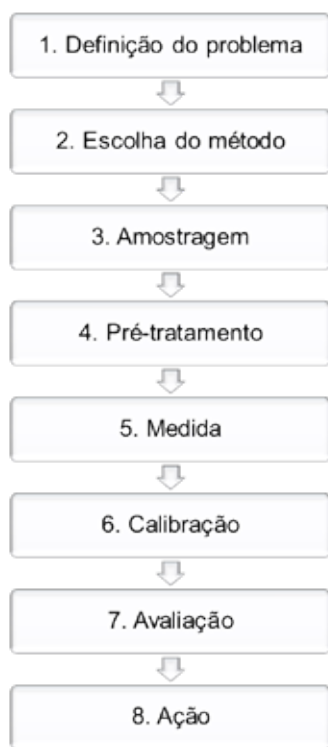 1. Definição do problema
2. Escolha do método
3. Amostragem
4. Pré-tratamento
5. Medida
6. Calibração
7. Avaliação
8. Ação